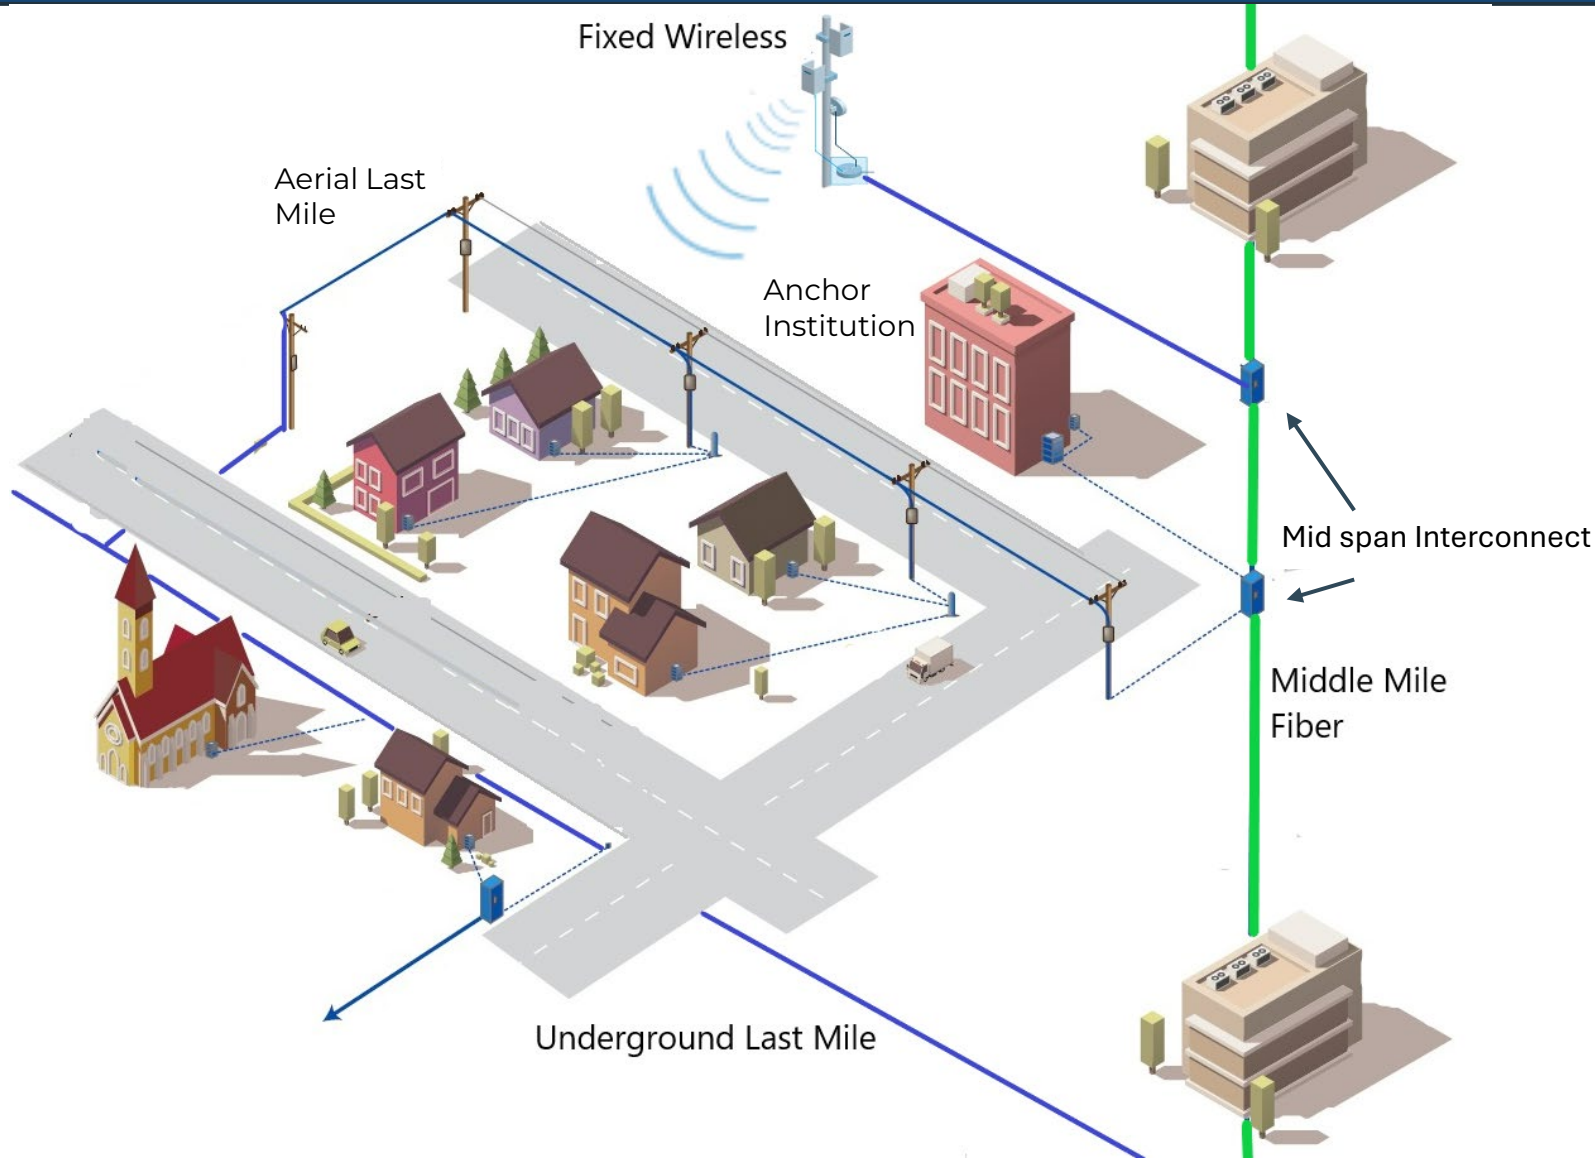 Fixed Wireless
Aerial Last
Mile
Anchor
Institution
Mid span Interconnect
Middle Mile
Fiber
Underground Last Mile